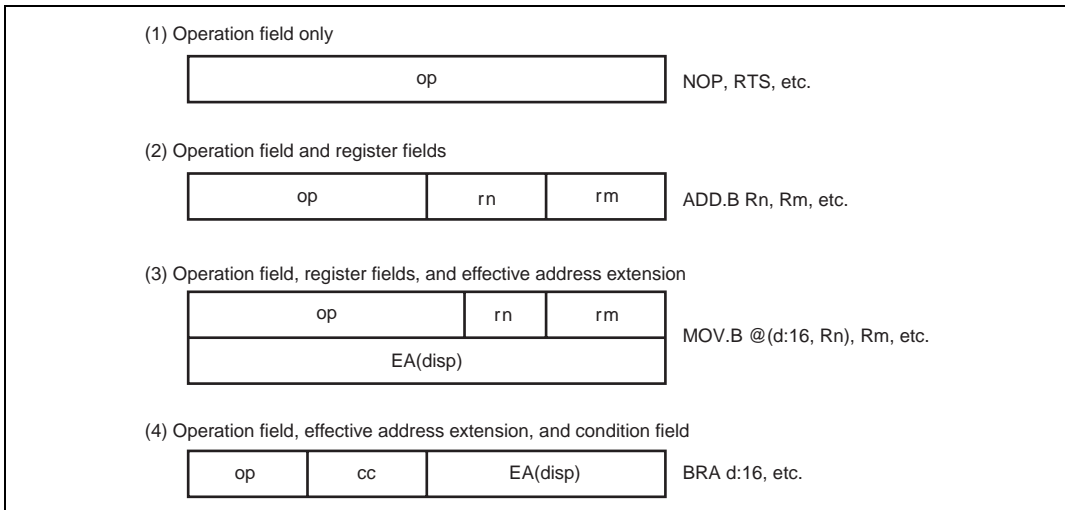 (1) Operation field only
op
NOP, RTS, etc.
(2) Operation field and register fields
op rn rm
ADD.B Rn, Rm, etc.
(3) Operation field, register fields, and effective address extension
op rn rm
EA(disp)
MOV.B @(d:16, Rn), Rm, etc.
(4) Operation field, effective address extension, and condition field
op cc EA(disp)
BRA d:16, etc.